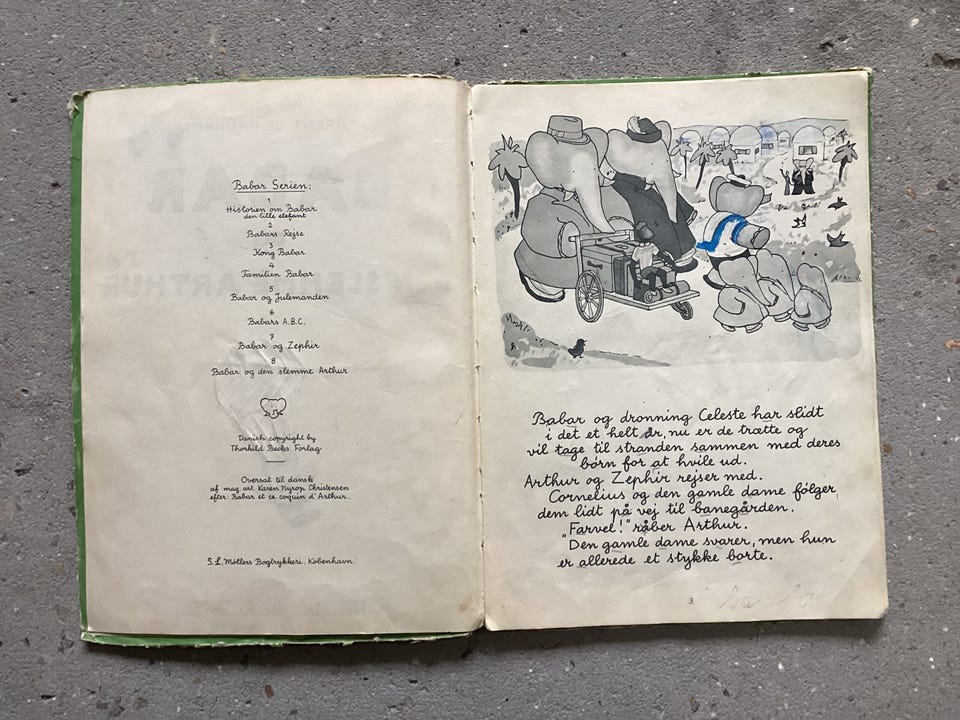 Babar Serien:
1
Historien om Babar
den lille elefant
2
Babars Rejse
3
Kong Babar
4
Familien Babar
5
Babar og Julemanden
6
Babars A.B.C.
7
Babar og Zephir
8
Babar og den slemme Arthur
Danish copyright by
Thorkild Becks Forlag
Oversat til dansk
af mag. art. Karen Nyrop Christensen
efter: Babar et ce coquin d'Arthur.
S. L. Möllers Bogtrykkeri. København.
Babar og dronning Celeste har slidt
i det et helt år, nu er de trætte og
vil tage til stranden sammen med deres
børn for at hvile ud.
Arthur og Zephir rejser med.
Cornelius og den gamle dame følger
dem lidt på vej til banegården.
"Farvel!" råber Arthur.
"Den gamle dame svarer, men hun
er allerede et stykke borte.
3